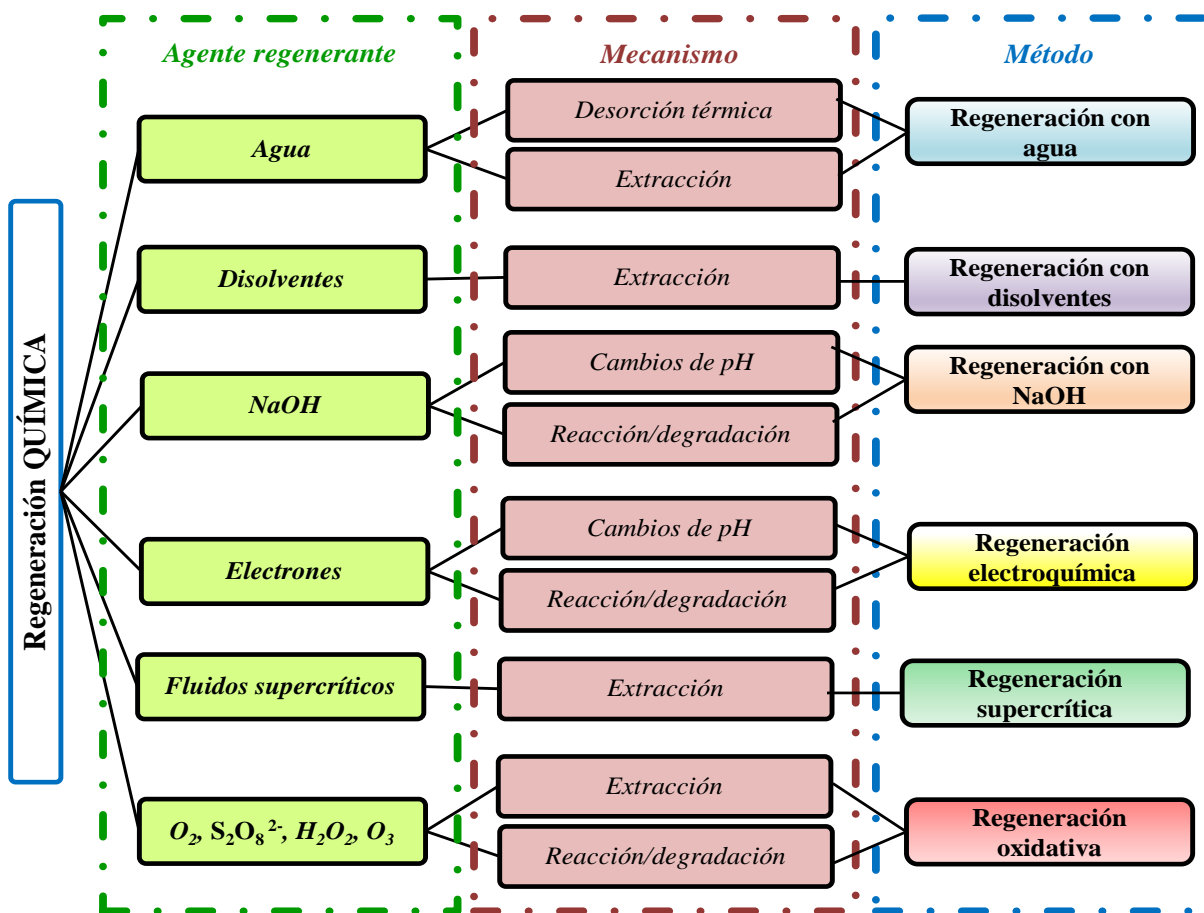 Agente regenerante
Mecanismo
Método
Regeneración QUÍMICA
Agua
Desorción térmica
Extracción
Regeneración con
agua
Disolventes
Extracción
Regeneración con
disolventes
NaOH
Cambios de pH
Reacción/degradación
Regeneración con
NaOH
Electrones
Cambios de pH
Reacción/degradación
Regeneración
electroquímica
Fluidos supercríticos
Extracción
Regeneración
supercrítica
O₂, S₂O₈²⁻, H₂O₂, O₃
Extracción
Reacción/degradación
Regeneración
oxidativa